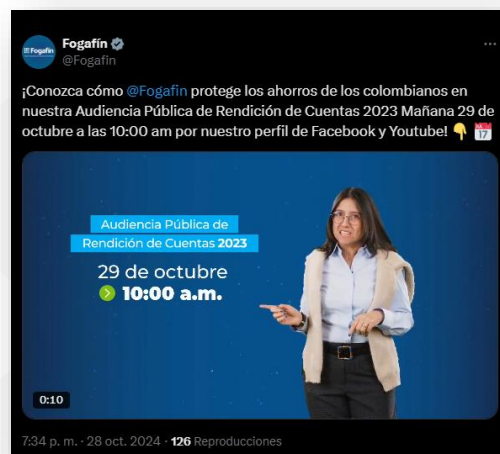 Fogafín
Fogafín
@Fogafin
¡Conozca cómo @Fogafin protege los ahorros de los colombianos en
nuestra Audiencia Pública de Rendición de Cuentas 2023 Mañana 29 de
octubre a las 10:00 am por nuestro perfil de Facebook y Youtube!
17
Audiencia Pública de
Rendición de Cuentas 2023
29 de octubre
10:00 a.m.
0:10
7:34 p. m. · 28 oct. 2024 · 126 Reproducciones